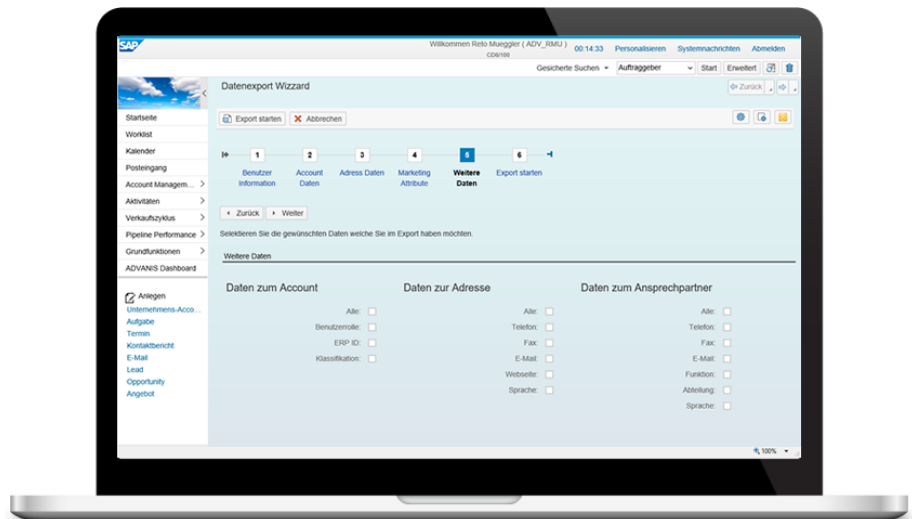 SAP
Willkommen Reto Mueggler ( ADV_RMU ) 00:14:33 Personalisieren Systemnachrichten Abmelden
CD6/100
Gesicherte Suchen Auftraggeber Start Erweitert
Datenexport Wizzard
Zurück
Export starten Abbrechen
Startseite
Worklist
Kalender
Posteingang
Account Managem...
Aktivitäten
Verkaufszyklus
Pipeline Performance
Grundfunktionen
ADVANIS Dashboard
Anlegen
Unternehmens-Acco...
Aufgabe
Termin
Kontaktbericht
E-Mail
Lead
Opportunity
Angebot
1 2 3 4 5 6
Benutzer Account Adress Daten Marketing Weitere Export starten
Information Daten Attribute Daten
Zurück Weiter
Selektieren Sie die gewünschten Daten welche Sie im Export haben möchten.
Weitere Daten
Daten zum Account
Alle:
Benutzerrolle:
ERP ID:
Klassifikation:
Daten zur Adresse
Alle:
Telefon:
Fax:
E-Mail:
Webseite:
Sprache:
Daten zum Ansprechpartner
Alle:
Telefon:
Fax:
E-Mail:
Funktion:
Abteilung:
Sprache:
100%